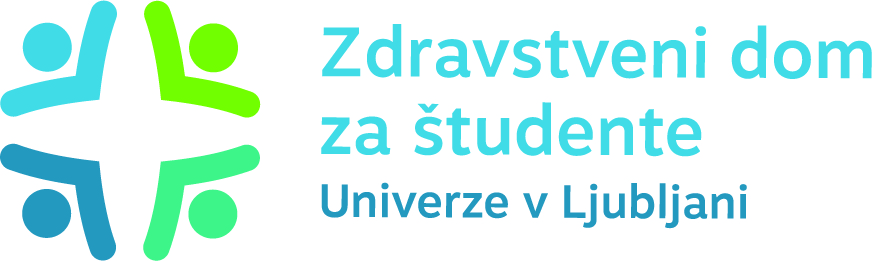 Zdravstveni dom
za študente
Univerze v Ljubljani